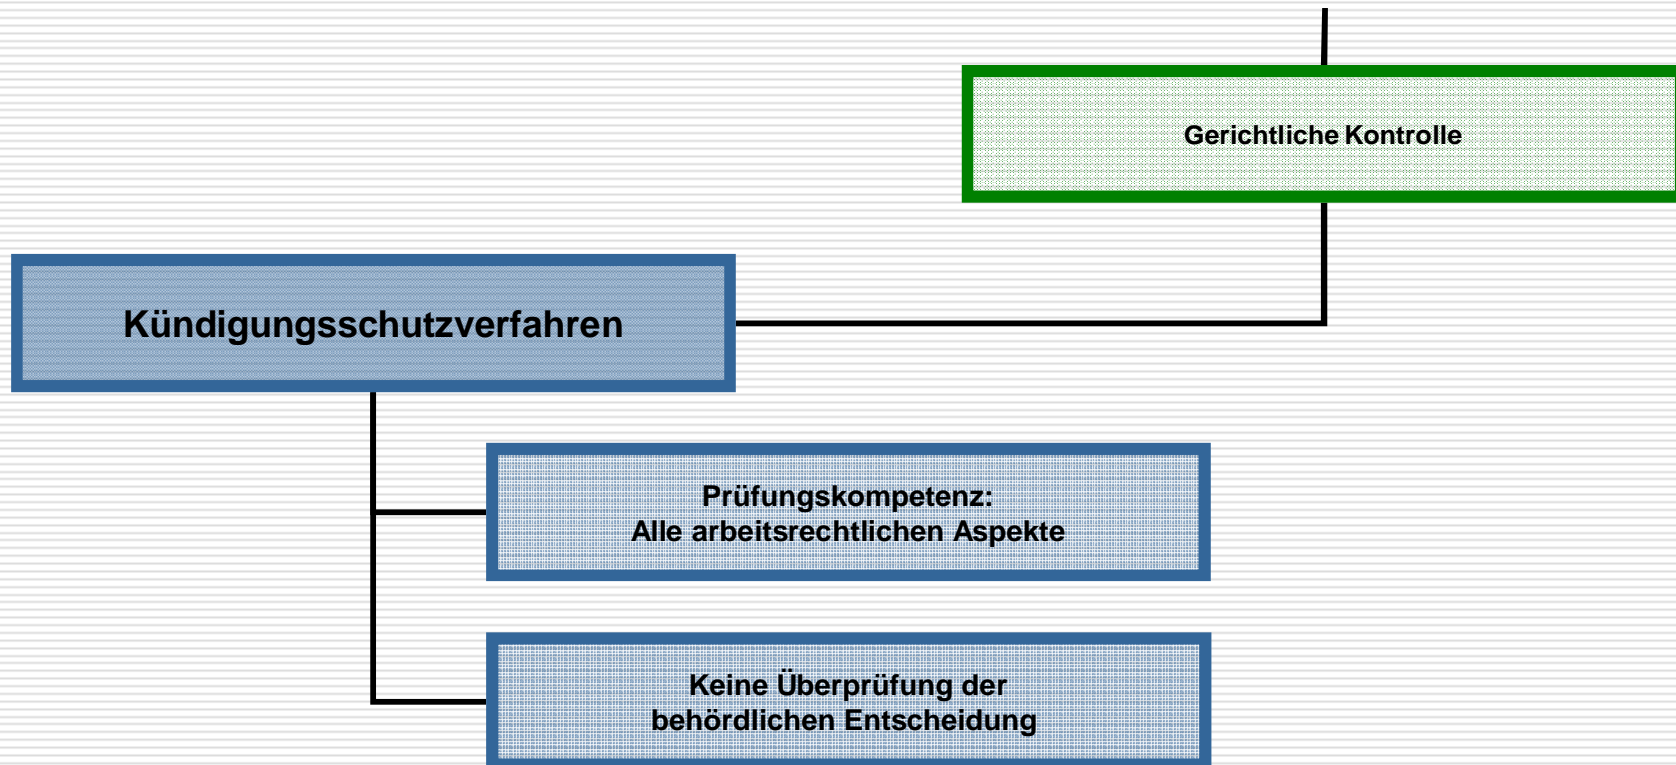 Gerichtliche Kontrolle
Kündigungsschutzverfahren
Prüfungskompetenz:
Alle arbeitsrechtlichen Aspekte
Keine Überprüfung der
behördlichen Entscheidung